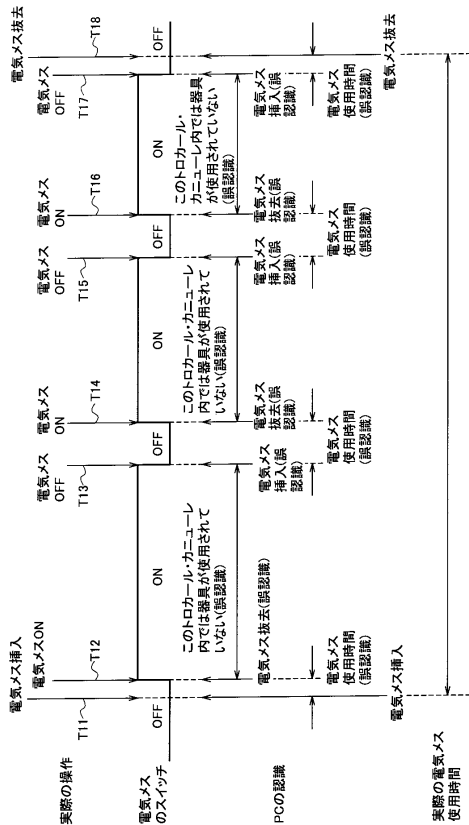 実際の操作
電気メス挿入
T11
電気メスON
T12
電気メス
OFF
T13
電気メス
ON
T14
電気メス
OFF
T15
電気メス
ON
T16
電気メス
OFF
T17
電気メス抜去
T18
電気メス
のスイッチ
OFF
ON
OFF
ON
OFF
ON
OFF
このトロカール・カニューレ
内では器具が使用されて
いない(誤認識)
このトロカール・カニューレ
内では器具が使用されて
いない(誤認識)
このトロカール・
カニューレ内では器具
が使用されていない
(誤認識)
PCの認識
電気メス抜去(誤認識)
電気メス
挿入(誤
認識)
電気メス
抜去(誤
認識)
電気メス
挿入(誤
認識)
電気メス
抜去(誤
認識)
電気メス
挿入(誤
認識)
電気メス
使用時間
(誤認識)
電気メス
使用時間
(誤認識)
電気メス
使用時間
(誤認識)
電気メス
使用時間
(誤認識)
電気メス挿入
電気メス抜去
実際の電気メス
使用時間